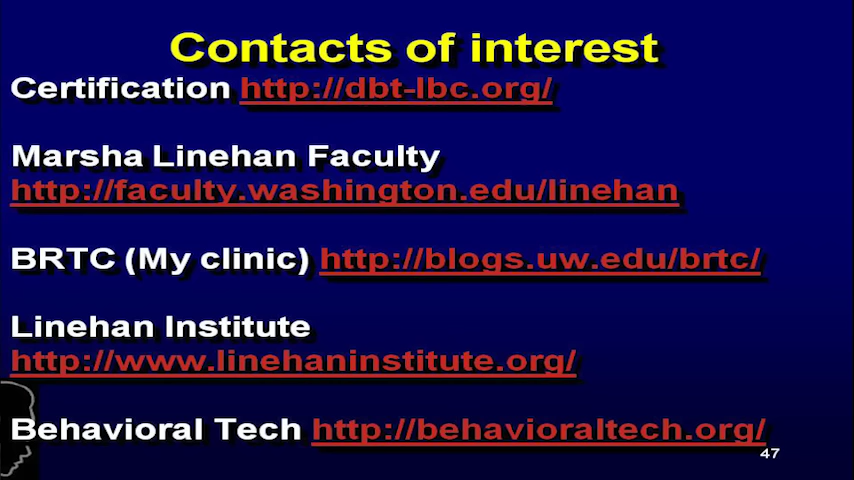 Contacts of interest
Certification http://dbt-lbc.org/
Marsha Linehan Faculty
http://faculty.washington.edu/linehan
BRTC (My clinic) http://blogs.uw.edu/brtc/
Linehan Institute
http://www.linehaninstitute.org/
Behavioral Tech http://behavioraltech.org/
47